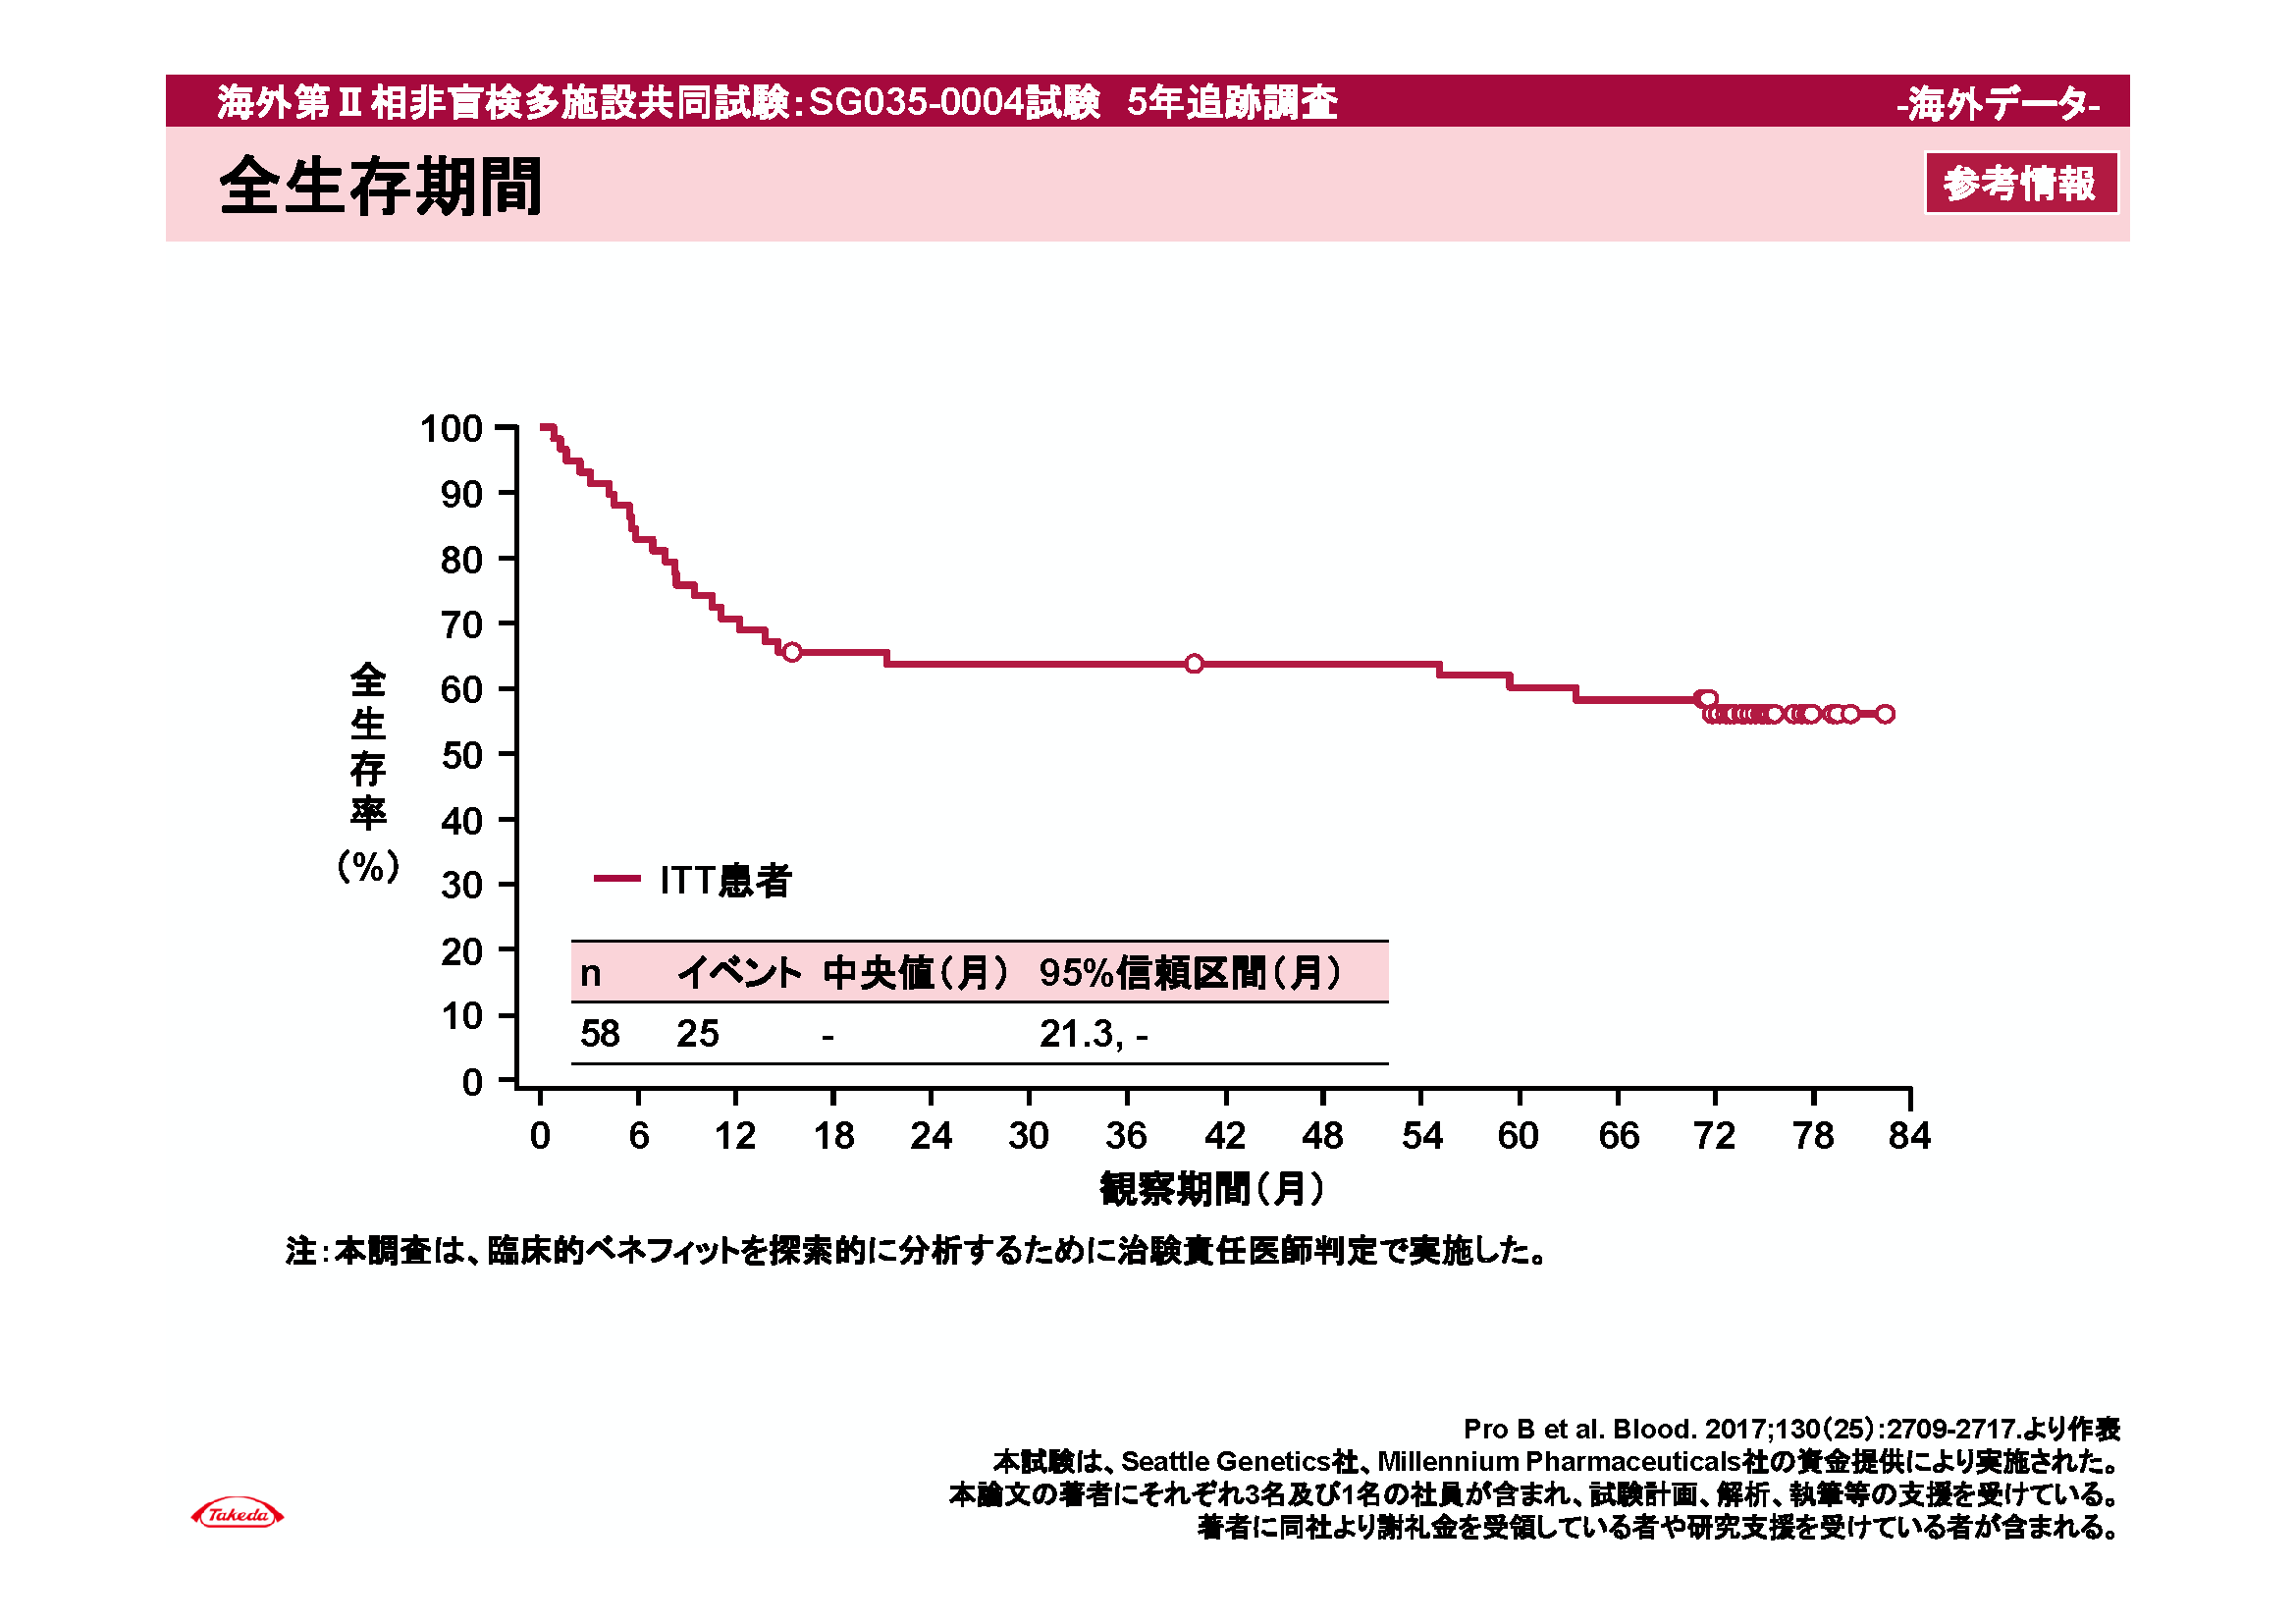 海外第Ⅱ相非盲検多施設共同試験：SG035-0004試験　5年追跡調査
-海外データ-
全生存期間
参考情報
100
90
80
70
60
50
40
30
20
10
0
全生存率（%）
ITT患者
n イベント 中央値（月） 95%信頼区間（月）
58 25 - 21.3, -
0 6 12 18 24 30 36 42 48 54 60 66 72 78 84
観察期間（月）
注：本調査は、臨床的ベネフィットを探索的に分析するために治験責任医師判定で実施した。
Pro B et al. Blood. 2017;130（25）:2709-2717.より作表
本試験は、Seattle Genetics社、Millennium Pharmaceuticals社の資金提供により実施された。
本論文の著者にそれぞれ3名及び1名の社員が含まれ、試験計画、解析、執筆等の支援を受けている。
著者に同社より謝礼金を受領している者や研究支援を受けている者が含まれる。
Takeda